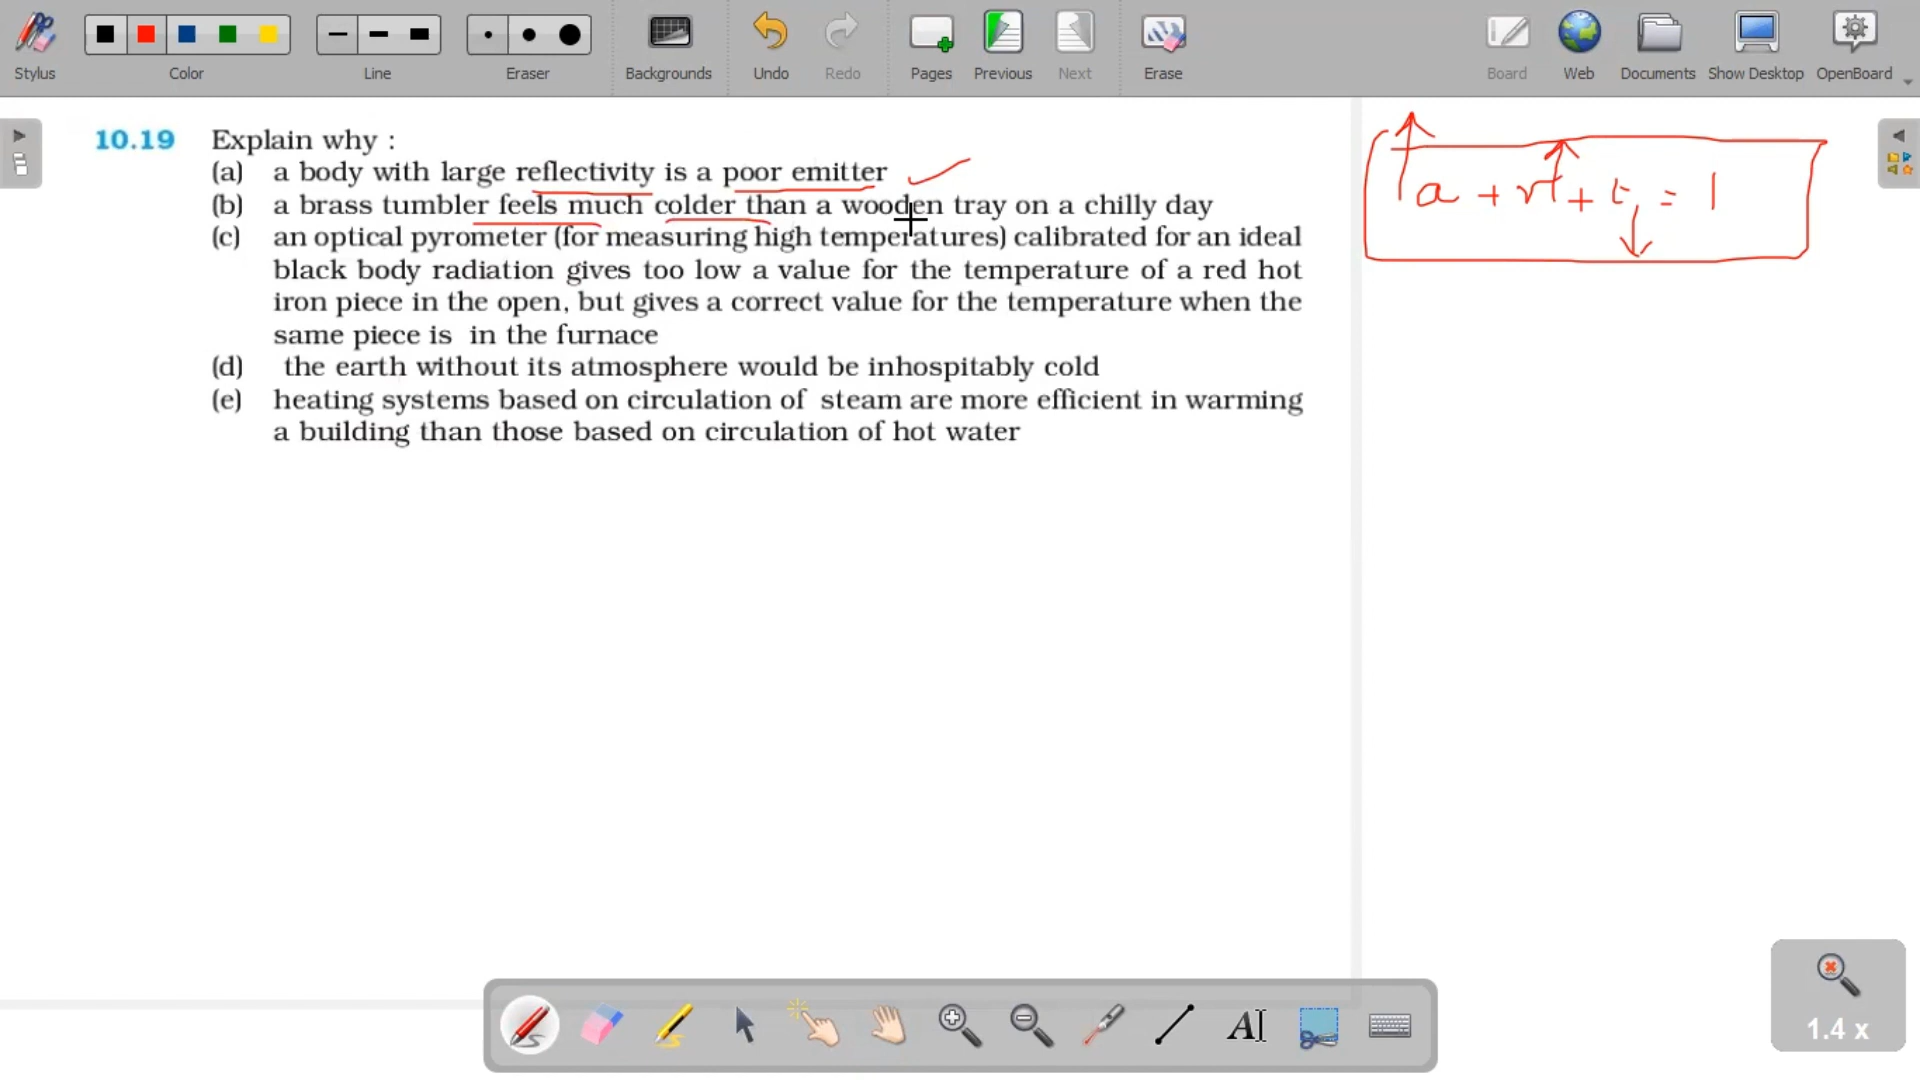 Stylus
Color
Line
Eraser
Backgrounds
Undo
Redo
Pages
Previous
Next
Erase
Board
Web
Documents
Show Desktop
OpenBoard
10.19 Explain why :
(a) a body with large reflectivity is a poor emitter
(b) a brass tumbler feels much colder than a wooden tray on a chilly day
(c) an optical pyrometer (for measuring high temperatures) calibrated for an ideal
black body radiation gives too low a value for the temperature of a red hot
iron piece in the open, but gives a correct value for the temperature when the
same piece is in the furnace
(d) the earth without its atmosphere would be inhospitably cold
(e) heating systems based on circulation of steam are more efficient in warming
a building than those based on circulation of hot water
a + r + t = 1
AI
1.4 x